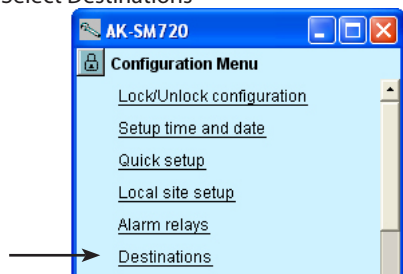 Select Destinations
AK-SM720
Configuration Menu
Lock/Unlock configuration
Setup time and date
Quick setup
Local site setup
Alarm relays
Destinations